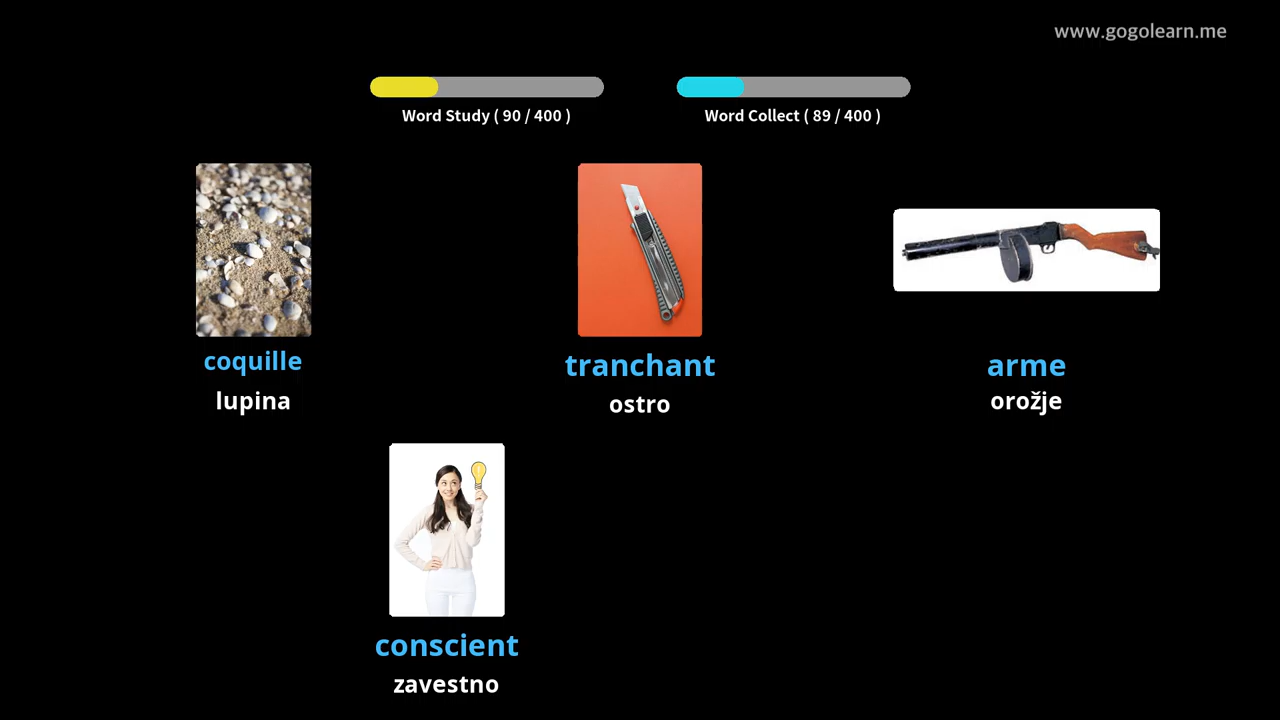 www.gogolearn.me
Word Study ( 90 / 400 )
Word Collect ( 89 / 400 )
coquille
lupina
tranchant
ostro
arme
orožje
conscient
zavestno